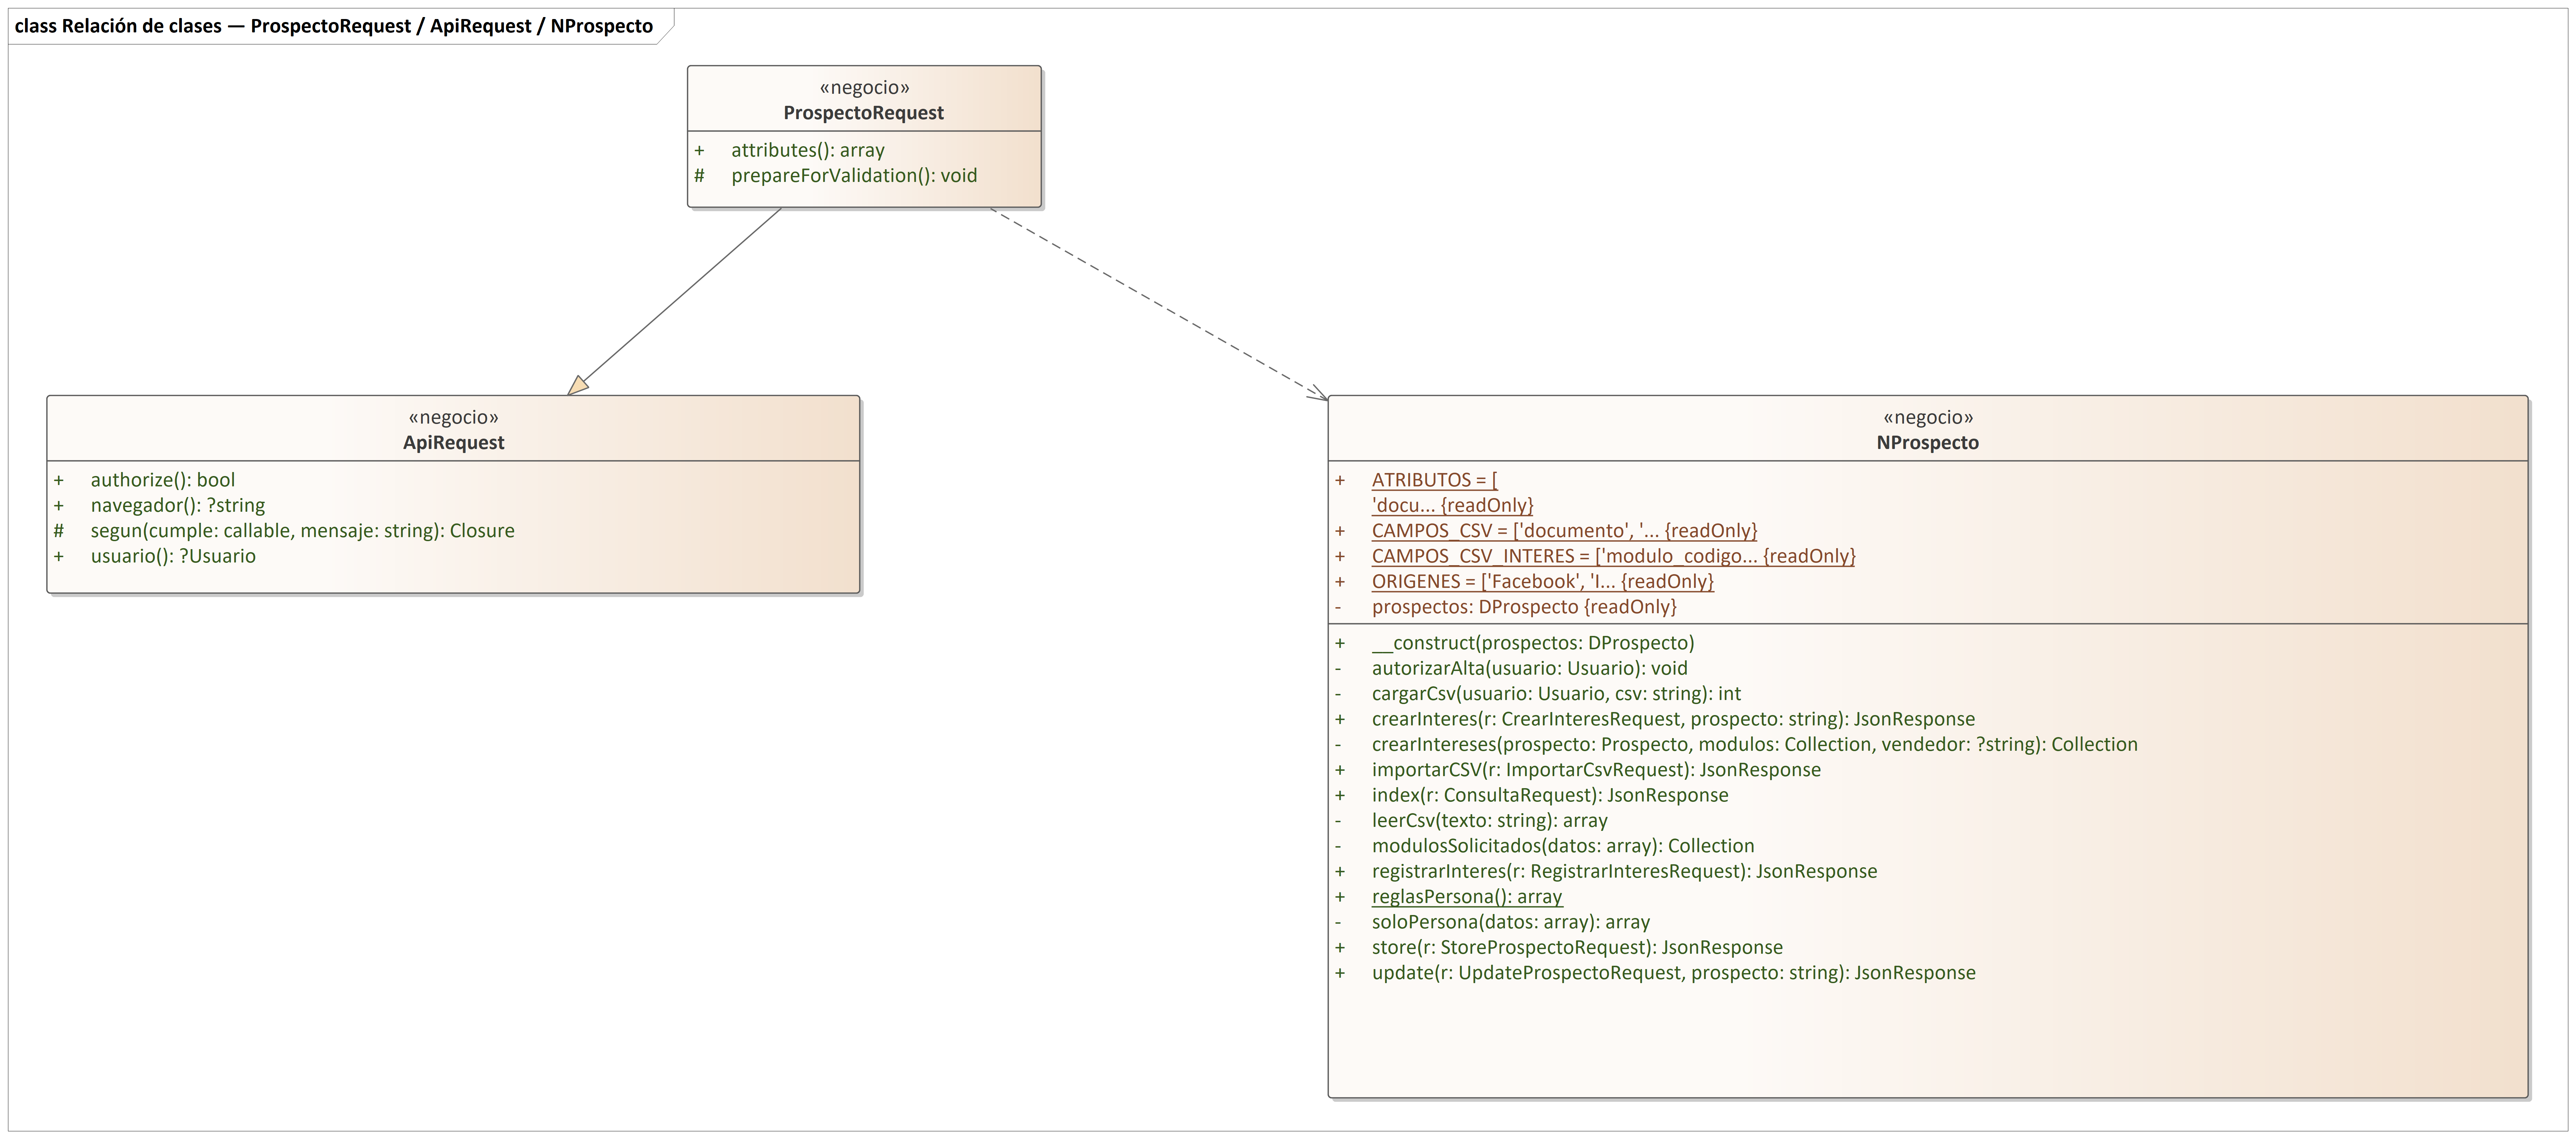 class Relación de clases — ProspectoRequest / ApiRequest / NProspecto
«negocio»
ProspectoRequest
+ attributes(): array
# prepareForValidation(): void
«negocio»
ApiRequest
+ authorize(): bool
+ navegador(): ?string
# segun(cumple: callable, mensaje: string): Closure
+ usuario(): ?Usuario
«negocio»
NProspecto
+ ATRIBUTOS = [
'docu... {readOnly}
+ CAMPOS_CSV = ['documento', '... {readOnly}
+ CAMPOS_CSV_INTERES = ['modulo_codigo... {readOnly}
+ ORIGENES = ['Facebook', 'I... {readOnly}
- prospectos: DProspecto {readOnly}
+ __construct(prospectos: DProspecto)
- autorizarAlta(usuario: Usuario): void
- cargarCsv(usuario: Usuario, csv: string): int
+ crearInteres(r: CrearInteresRequest, prospecto: string): JsonResponse
- crearIntereses(prospecto: Prospecto, modulos: Collection, vendedor: ?string): Collection
+ importarCSV(r: ImportarCsvRequest): JsonResponse
+ index(r: ConsultaRequest): JsonResponse
- leerCsv(texto: string): array
- modulosSolicitados(datos: array): Collection
+ registrarInteres(r: RegistrarInteresRequest): JsonResponse
+ reglasPersona(): array
- soloPersona(datos: array): array
+ store(r: StoreProspectoRequest): JsonResponse
+ update(r: UpdateProspectoRequest, prospecto: string): JsonResponse